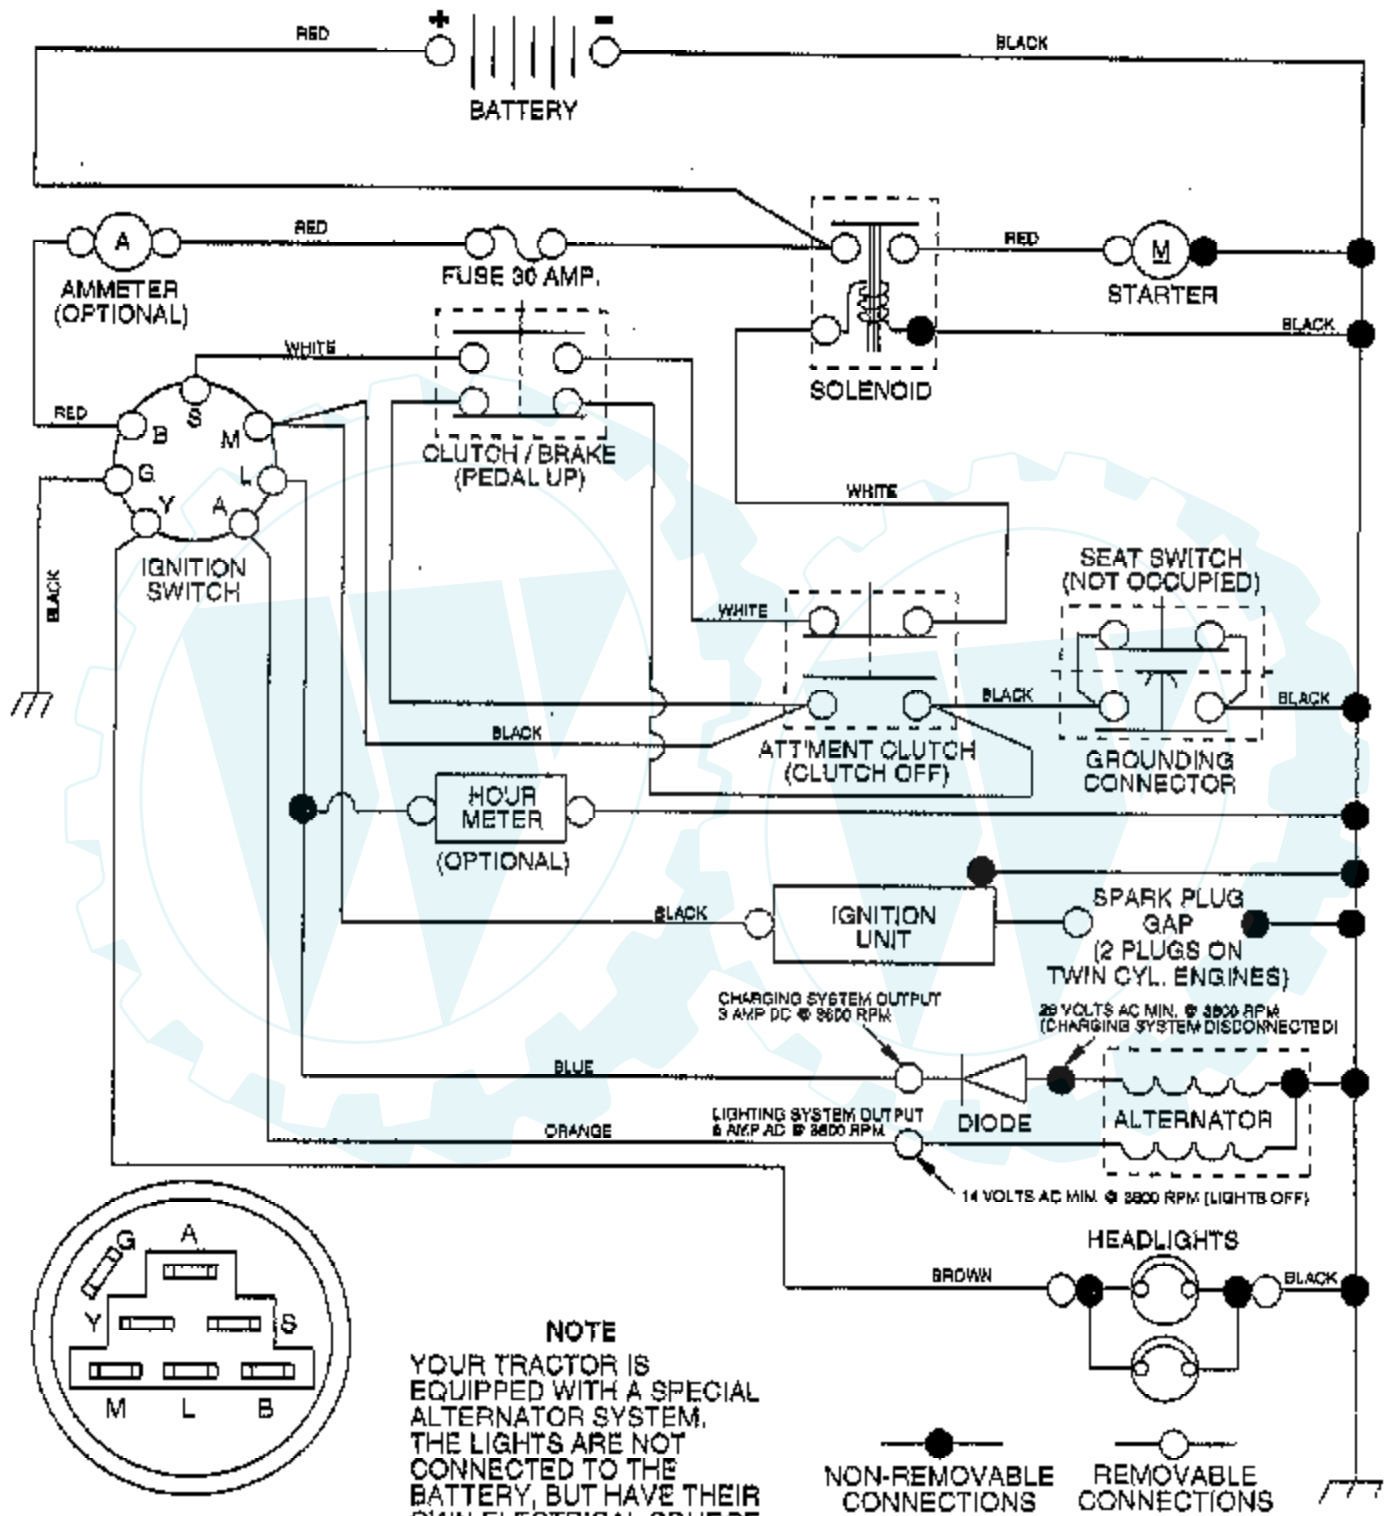 + -
RED
BLACK
BATTERY
A
RED
FUSE 30 AMP.
RED
M
AMMETER
(OPTIONAL)
STARTER
BLACK
WHITE
SOLENOID
RED
B
S
M
G
L
Y
A
CLUTCH / BRAKE
(PEDAL UP)
WHITE
IGNITION
SWITCH
BLACK
SEAT SWITCH
(NOT OCCUPIED)
WHITE
BLACK
BLACK
BLACK
ATT'MENT CLUTCH
(CLUTCH OFF)
GROUNDING
CONNECTOR
HOUR
METER
(OPTIONAL)
BLACK
IGNITION
UNIT
SPARK PLUG
GAP
(2 PLUGS ON
TWIN CYL. ENGINES)
CHARGING SYSTEM OUTPUT
3 AMP DC @ 3600 RPM
VOLTS AC MIN. @ 3600 RPM
(CHARGING SYSTEM DISCONNECTED)
BLUE
DIODE
ALTERNATOR
LIGHTING SYSTEM OUTPUT
AMP AC @ 3600 RPM
ORANGE
14 VOLTS AC MIN. @ 3600 RPM (LIGHTS OFF)
HEADLIGHTS
BROWN
BLACK
G
A
Y
S
M L B
NOTE
YOUR TRACTOR IS
EQUIPPED WITH A SPECIAL
ALTERNATOR SYSTEM.
THE LIGHTS ARE NOT
CONNECTED TO THE
BATTERY, BUT HAVE THEIR
NON-REMOVABLE
CONNECTIONS
REMOVABLE
CONNECTIONS